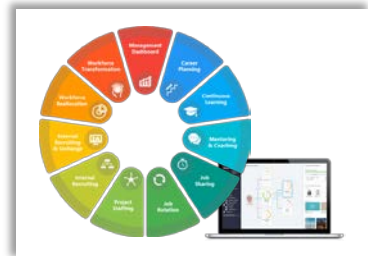 Management
Dashboard
Career
Planning
Continuous
Learning
Mentoring
& Coaching
Job
Sharing
Job
Rotation
Project
Staffing
Internal
Recruiting
Internal
Recruiting
& Exchange
Workforce
Reallocation
Workforce
Transformation